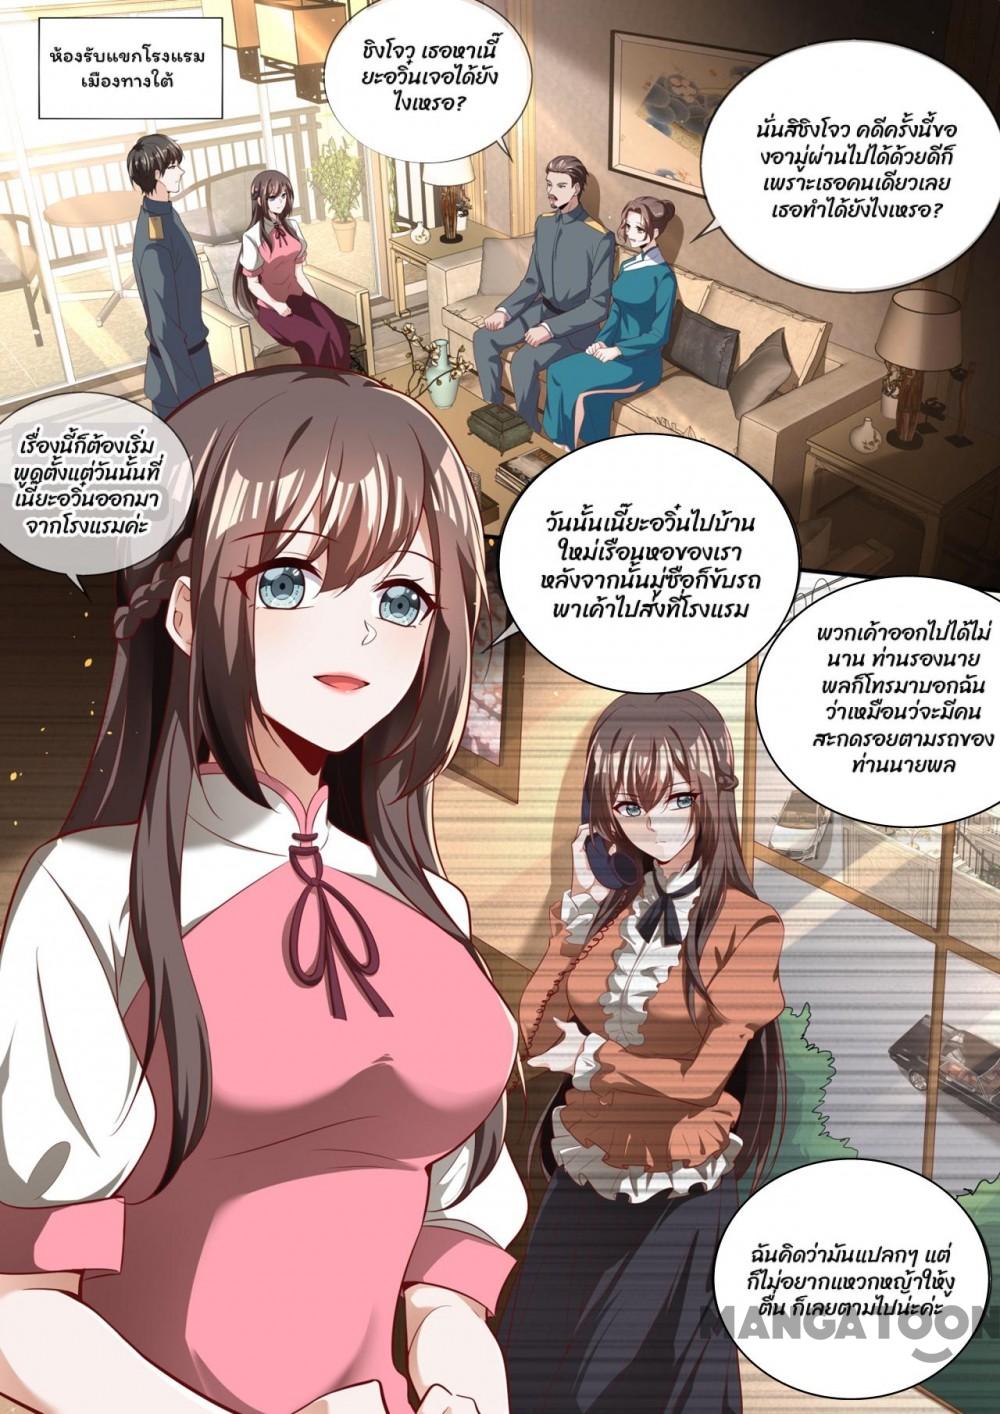 ห้องรับแขกโรงแรม
เมืองทางใต้
ชิงโจว เธอหาเนี๊
ยะอวิ๋นเจอได้ยัง
ไงเหรอ?
นั่นสิชิงโจว คดีครั้งนี้ขอ
งอามู่ผ่านไปได้ด้วยดีก็
เพราะเธอคนเดียวเลย
เธอทำได้ยังไงเหรอ?
เรื่องนี้ก็ต้องเริ่ม
พูดตั้งแต่วันนั้นที่
เนี๊ยะอวิ๋นออกมา
จากโรงแรมค่ะ
วันนั้นเนี๊ยะอวิ๋นไปบ้าน
ใหม่เรือนหอของเรา
หลังจากนั้นมู่ซือก็ขับรถ
พาเค้าไปส่งที่โรงแรม
พวกเค้าออกไปได้ไม่
นาน ท่านรองนาย
พลก็โทรมาบอกฉัน
ว่าเหมือนว่จะมีคน
สะกดรอยตามรถของ
ท่านนายพล
ฉันคิดว่ามันแปลกๆ แต่
ก็ไม่อยากแหวกหญ้าให้งู
ตื่น ก็เลยตามไปน่ะค่ะ
MANGATOON